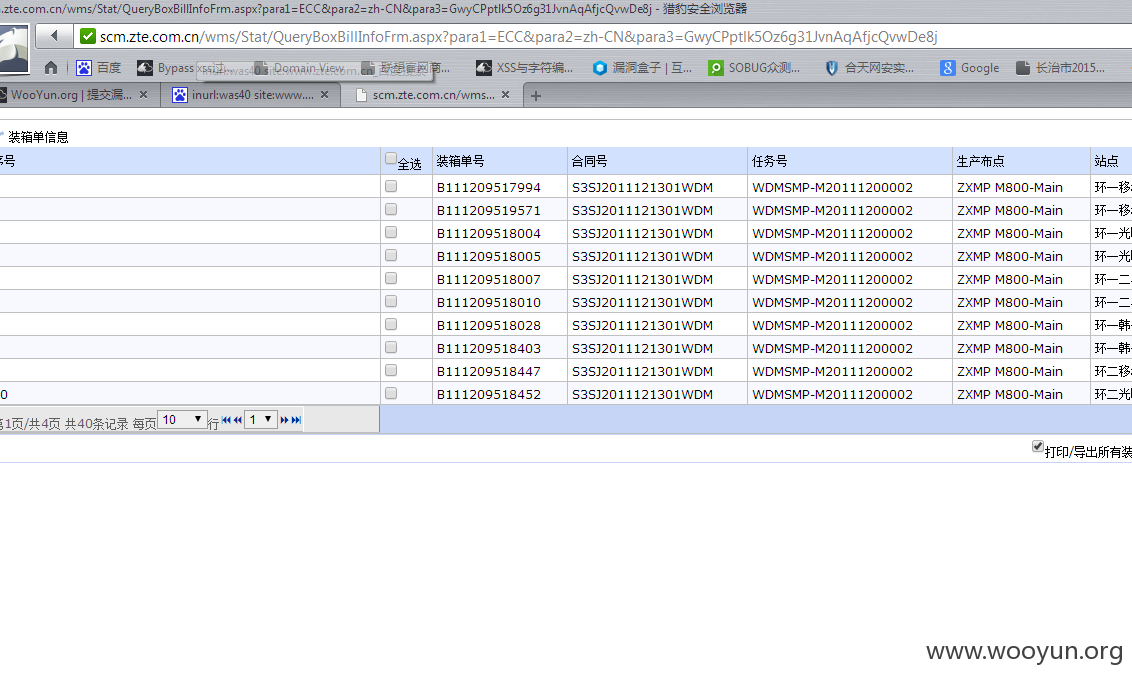 .zte.com.cn/wms/Stat/QueryBoxBillInfoFrm.aspx?para1=ECC&para2=zh-CN&para3=GwyCPptIk5Oz6g31JvnAqAfjcQvwDe8j - 猎豹安全浏览器
scm.zte.com.cn/wms/Stat/QueryBoxBillInfoFrm.aspx?para1=ECC&para2=zh-CN&para3=GwyCPptIk5Oz6g31JvnAqAfjcQvwDe8j
百度 Bypass xss过... Domain View 联想睿网商... XSS与字符编... 漏洞盒子 | 互... SOBUG众测... 合天网安实... Google 长治市2015...
WooYun.org | 提交漏... inurl:was40 site:www.... scm.zte.com.cn/wms...
装箱单信息
序号 全选 装箱单号 合同号 任务号 生产布点 站点
B111209517994 S3SJ2011121301WDM WDMSMP-M20111200002 ZXMP M800-Main 环一移
B111209519571 S3SJ2011121301WDM WDMSMP-M20111200002 ZXMP M800-Main 环一移
B111209518004 S3SJ2011121301WDM WDMSMP-M20111200002 ZXMP M800-Main 环一光
B111209518005 S3SJ2011121301WDM WDMSMP-M20111200002 ZXMP M800-Main 环一光
B111209518007 S3SJ2011121301WDM WDMSMP-M20111200002 ZXMP M800-Main 环一二
B111209518010 S3SJ2011121301WDM WDMSMP-M20111200002 ZXMP M800-Main 环一二
B111209518028 S3SJ2011121301WDM WDMSMP-M20111200002 ZXMP M800-Main 环一韩
B111209518403 S3SJ2011121301WDM WDMSMP-M20111200002 ZXMP M800-Main 环一韩
B111209518447 S3SJ2011121301WDM WDMSMP-M20111200002 ZXMP M800-Main 环二移
0 B111209518452 S3SJ2011121301WDM WDMSMP-M20111200002 ZXMP M800-Main 环二光
第1页/共4页 共40条记录 每页 10 行 1
打印/导出所有装
www.wooyun.org